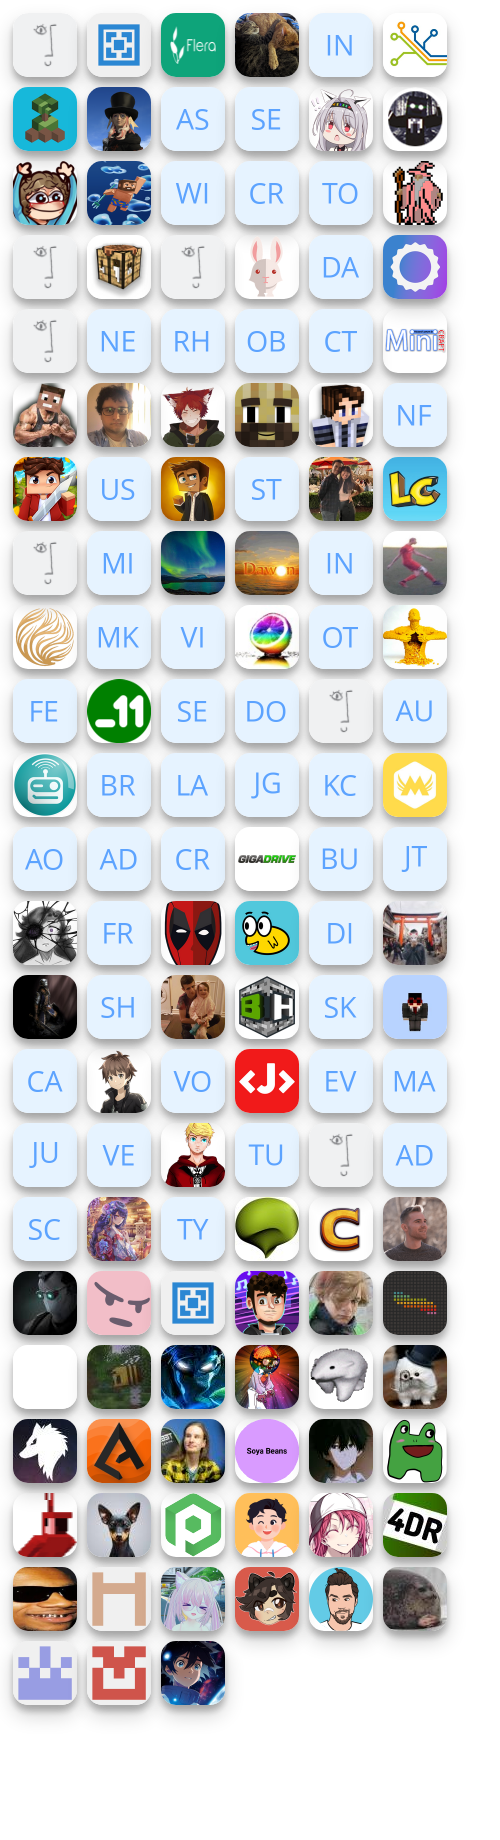 Flera IN
AS SE
WI CR TO
DA
NE RH OB CT Mini CRAFT
NF
US ST LC
MI Dawn IN
MK VI OT
FE _11 SE DO AU
BR LA JG KC
AO AD CR GIGADRIVE BU JT
FR DI
SH BH SK
CA VO <J> EV MA
JU VE TU AD
SC TY C
Soya Beans
4DR
H